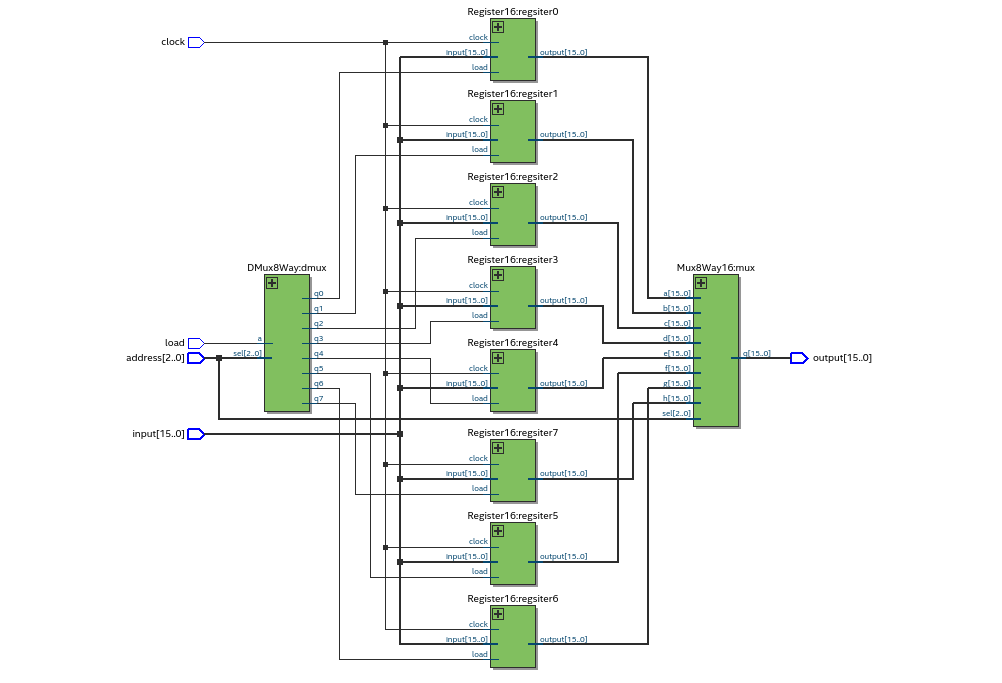 Register16:regsiter0
clock
clock
input[15..0]
output[15..0]
load
Register16:regsiter1
clock
input[15..0]
output[15..0]
load
Register16:regsiter2
clock
input[15..0]
output[15..0]
load
Register16:regsiter3
clock
input[15..0]
output[15..0]
load
DMux8Way:dmux
q0
q1
q2
q3
q4
q5
q6
q7
a
sel[2..0]
load
address[2..0]
input[15..0]
Register16:regsiter4
clock
input[15..0]
output[15..0]
load
Mux8Way16:mux
a[15..0]
b[15..0]
c[15..0]
d[15..0]
e[15..0]
f[15..0]
g[15..0]
h[15..0]
sel[2..0]
q[15..0]
output[15..0]
Register16:regsiter7
clock
input[15..0]
output[15..0]
load
Register16:regsiter5
clock
input[15..0]
output[15..0]
load
Register16:regsiter6
clock
input[15..0]
output[15..0]
load